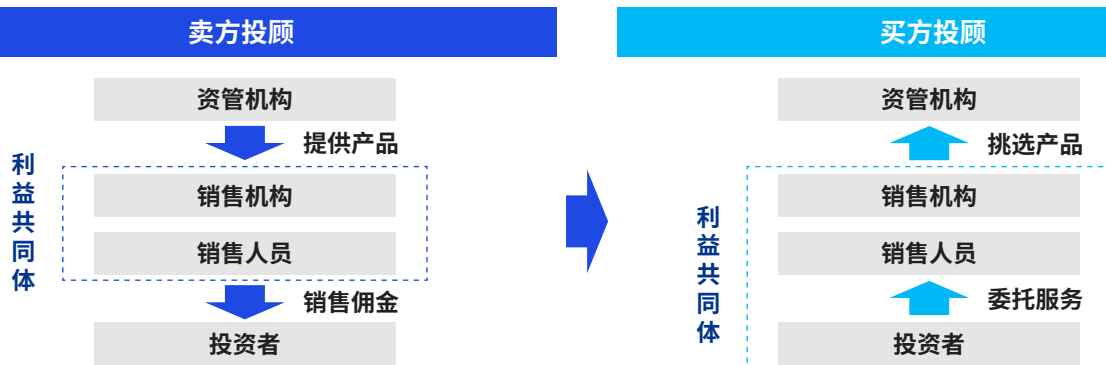 卖方投顾
资管机构
提供产品
利益共同体
销售机构
销售人员
销售佣金
投资者
买方投顾
资管机构
挑选产品
利益共同体
销售机构
销售人员
委托服务
投资者